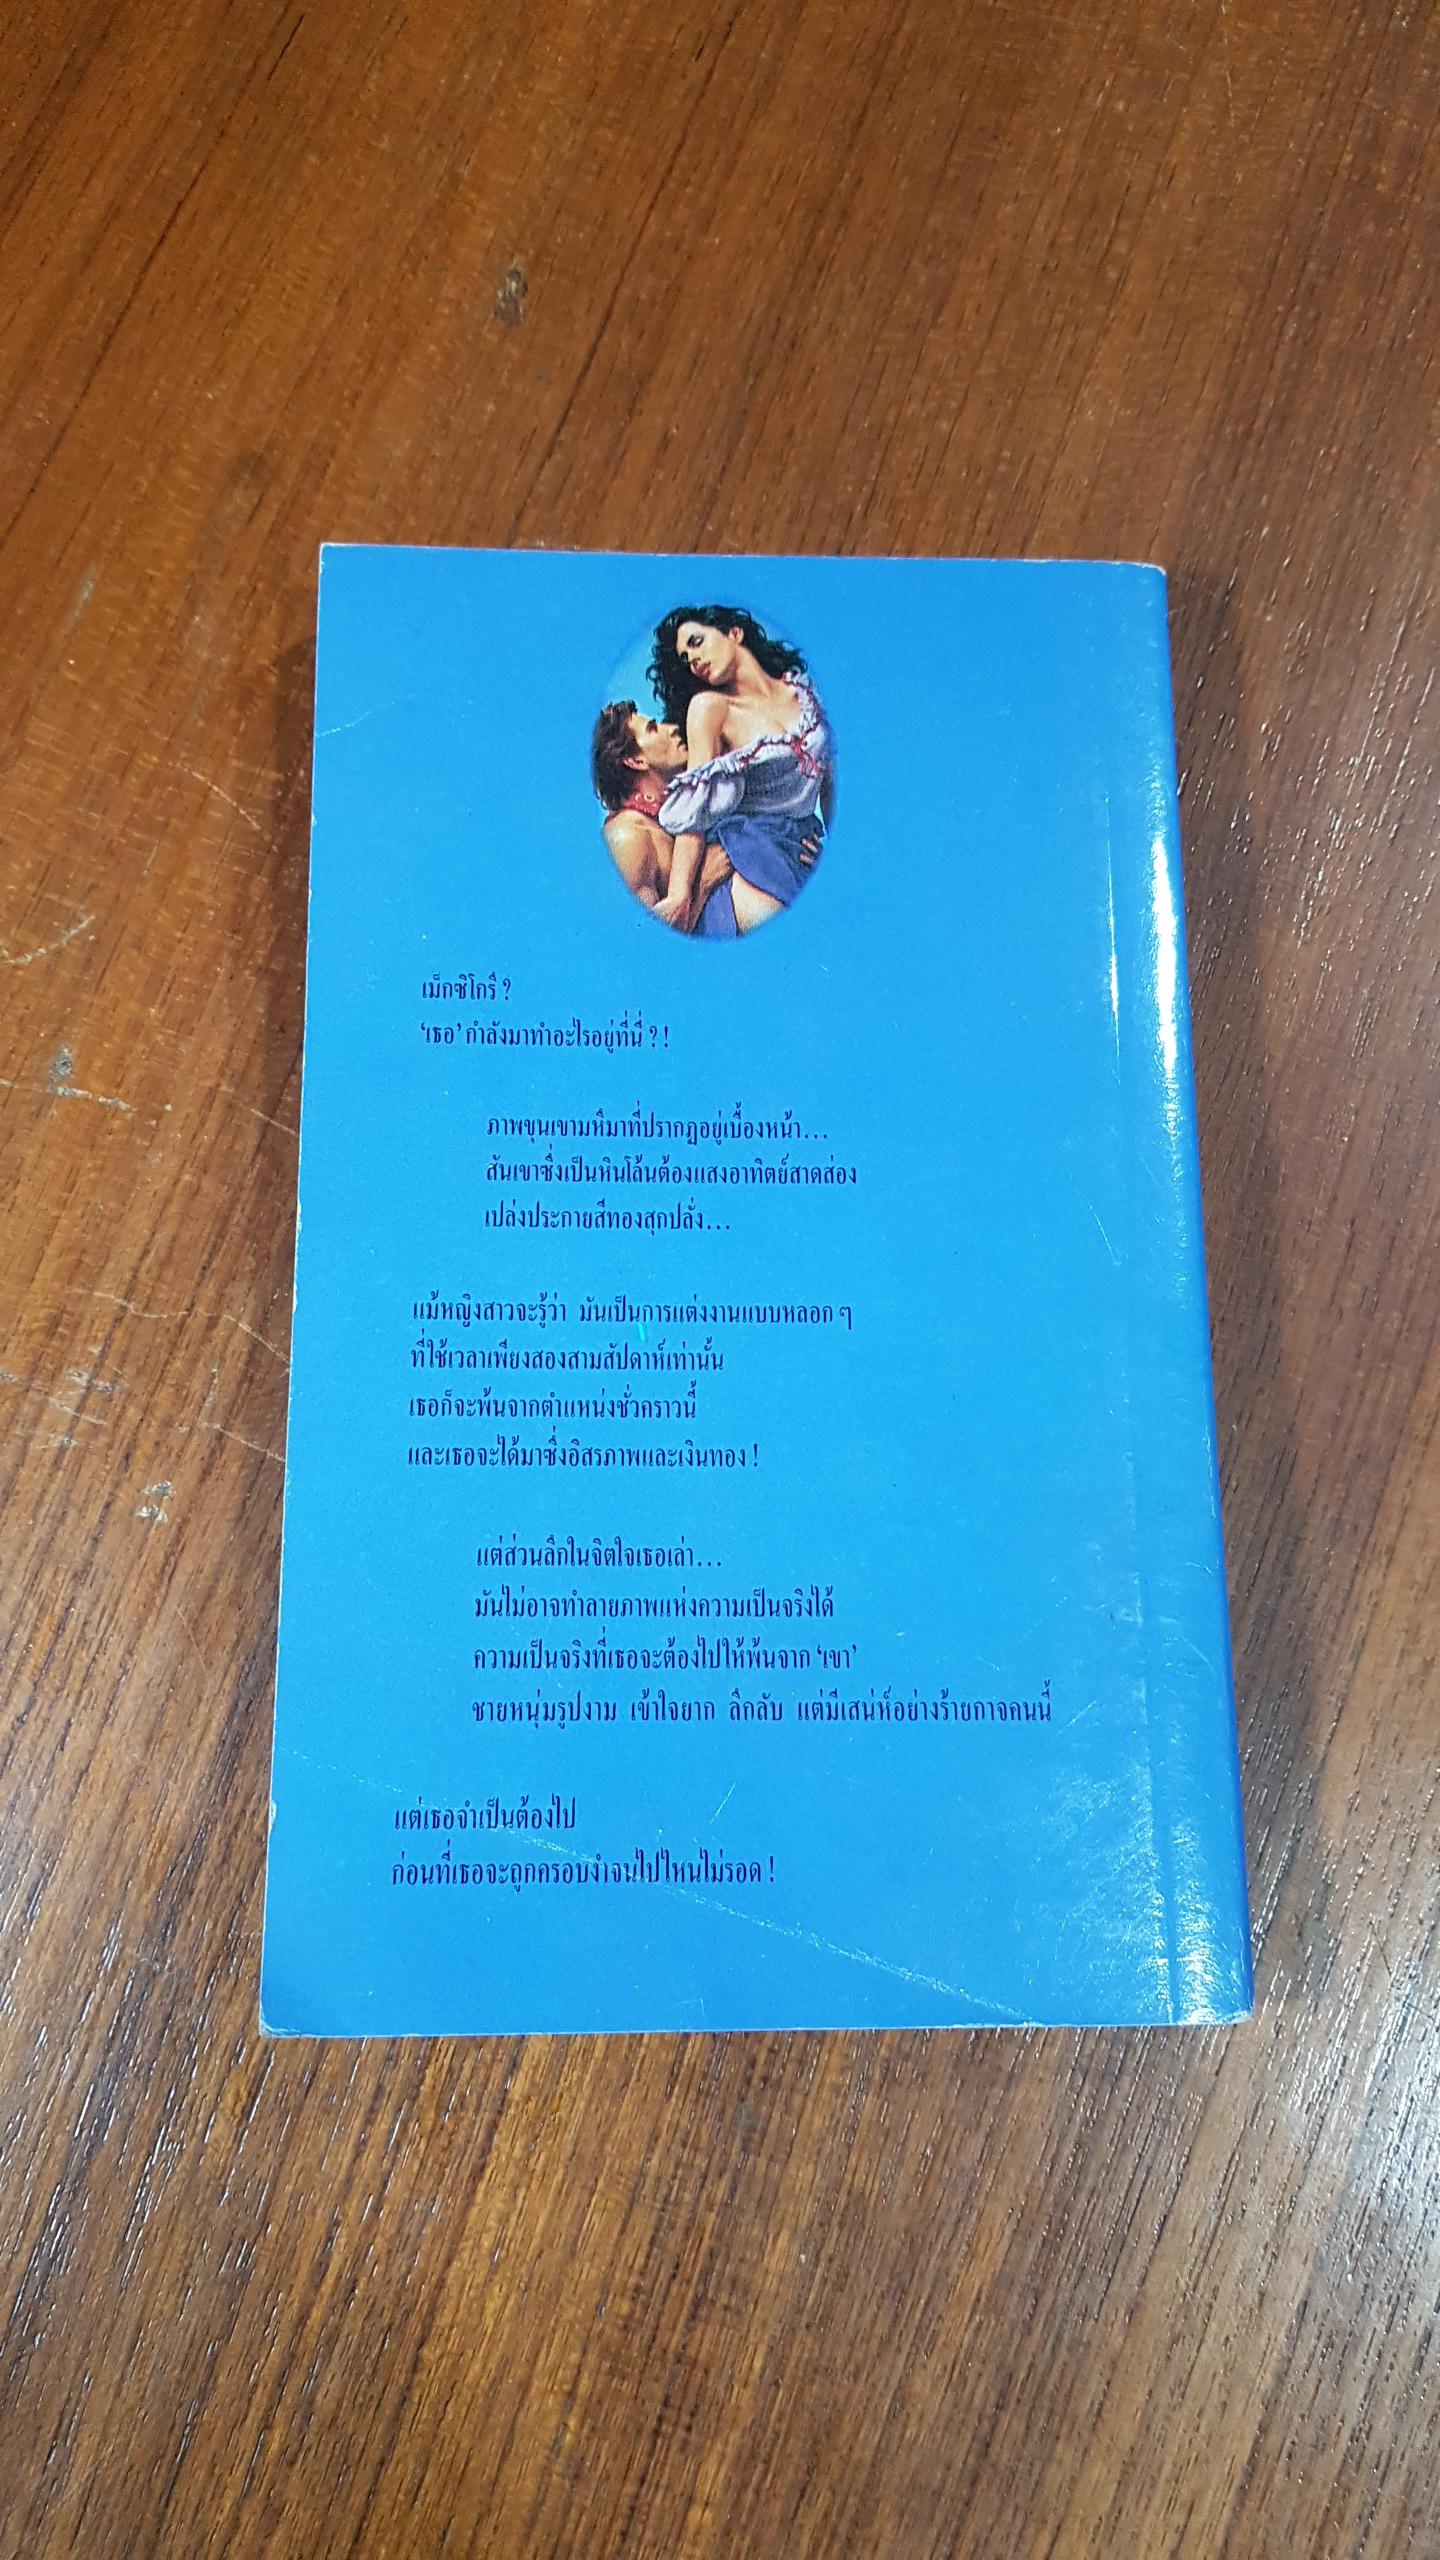 เม็กซิโกรึ ?
‘เธอ’ กำลังมาทำอะไรอยู่ที่นี่ ? !
ภาพขุนเขามหึมาที่ปรากฏอยู่เบื้องหน้า...
สันเขาซึ่งเป็นหินโล้นต้องแสงอาทิตย์สาดส่อง
เปล่งประกายสีทองสุกปลั่ง...
แม้หญิงสาวจะรู้ว่า มันเป็นการแต่งงานแบบหลอก ๆ
ที่ใช้เวลาเพียงสองสามสัปดาห์เท่านั้น
เธอก็จะพ้นจากตำแหน่งชั่วคราวนี้
และเธอจะได้มาซึ่งอิสรภาพและเงินทอง !
แต่ส่วนลึกในจิตใจเธอเล่า...
มันไม่อาจทำลายภาพแห่งความเป็นจริงได้
ความเป็นจริงที่เธอจะต้องไปให้พ้นจาก ‘เขา’
ชายหนุ่มรูปงาม เข้าใจยาก ลึกลับ แต่มีเสน่ห์อย่างร้ายกาจคนนี้
แต่เธอจำเป็นต้องไป
ก่อนที่เธอจะถูกครอบงำจนไปไหนไม่รอด !